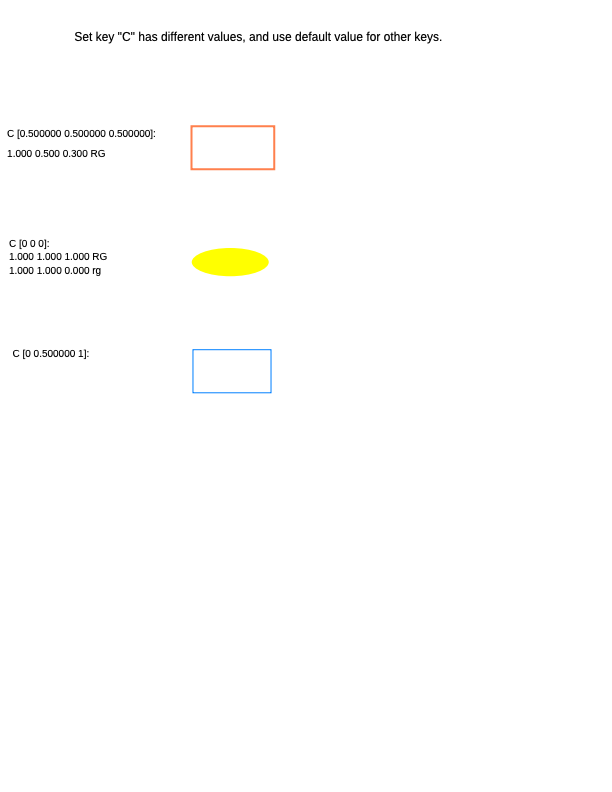 Set key "C" has different values, and use default value for other keys.
C [0.500000 0.500000 0.500000]:
1.000 0.500 0.300 RG
C [0 0 0]:
1.000 1.000 1.000 RG
1.000 1.000 0.000 rg
C [0 0.500000 1]: